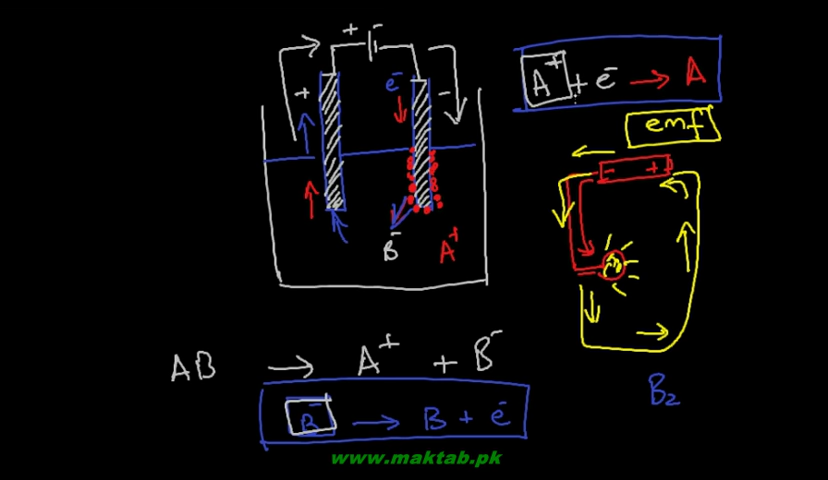 + -
+ e⁻ -
A⁺ + e⁻ → A
emf
- +
B⁻ A⁺
AB → A⁺ + B⁻
B₂
B⁻ → B + e⁻
www.maktab.pk